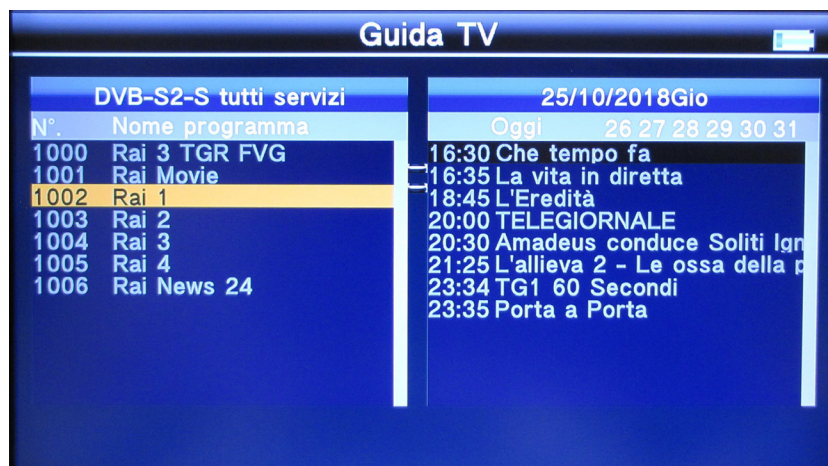 Guida TV
DVB-S2-S tutti servizi
N°. Nome programma
1000 Rai 3 TGR FVG
1001 Rai Movie
1002 Rai 1
1003 Rai 2
1004 Rai 3
1005 Rai 4
1006 Rai News 24
25/10/2018Gio
Oggi 26 27 28 29 30 31
16:30 Che tempo fa
16:35 La vita in diretta
18:45 L'Eredità
20:00 TELEGIORNALE
20:30 Amadeus conduce Soliti Ign
21:25 L'allieva 2 - Le ossa della p
23:34 TG1 60 Secondi
23:35 Porta a Porta